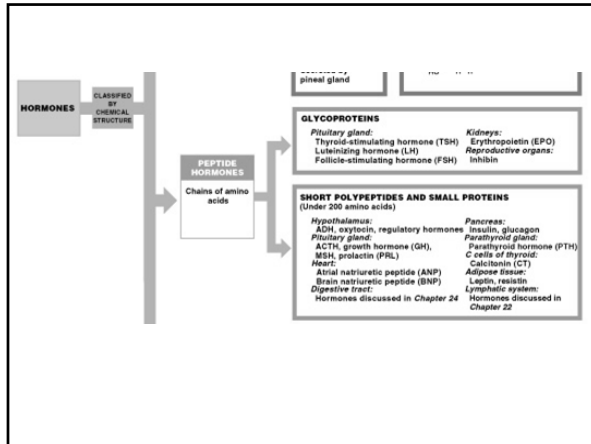 pineal gland
HORMONES
CLASSIFIED
BY
CHEMICAL
STRUCTURE
PEPTIDE
HORMONES
Chains of amino
acids
GLYCOPROTEINS
Pituitary gland:
Thyroid-stimulating hormone (TSH)
Luteinizing hormone (LH)
Follicle-stimulating hormone (FSH)
Kidneys:
Erythropoietin (EPO)
Reproductive organs:
Inhibin
SHORT POLYPEPTIDES AND SMALL PROTEINS
(Under 200 amino acids)
Hypothalamus:
ADH, oxytocin, regulatory hormones
Pituitary gland:
ACTH, growth hormone (GH),
MSH, prolactin (PRL)
Heart:
Atrial natriuretic peptide (ANP)
Brain natriuretic peptide (BNP)
Digestive tract:
Hormones discussed in Chapter 24
Pancreas:
Insulin, glucagon
Parathyroid gland:
Parathyroid hormone (PTH)
C cells of thyroid:
Calcitonin (CT)
Adipose tissue:
Leptin, resistin
Lymphatic system:
Hormones discussed in
Chapter 22